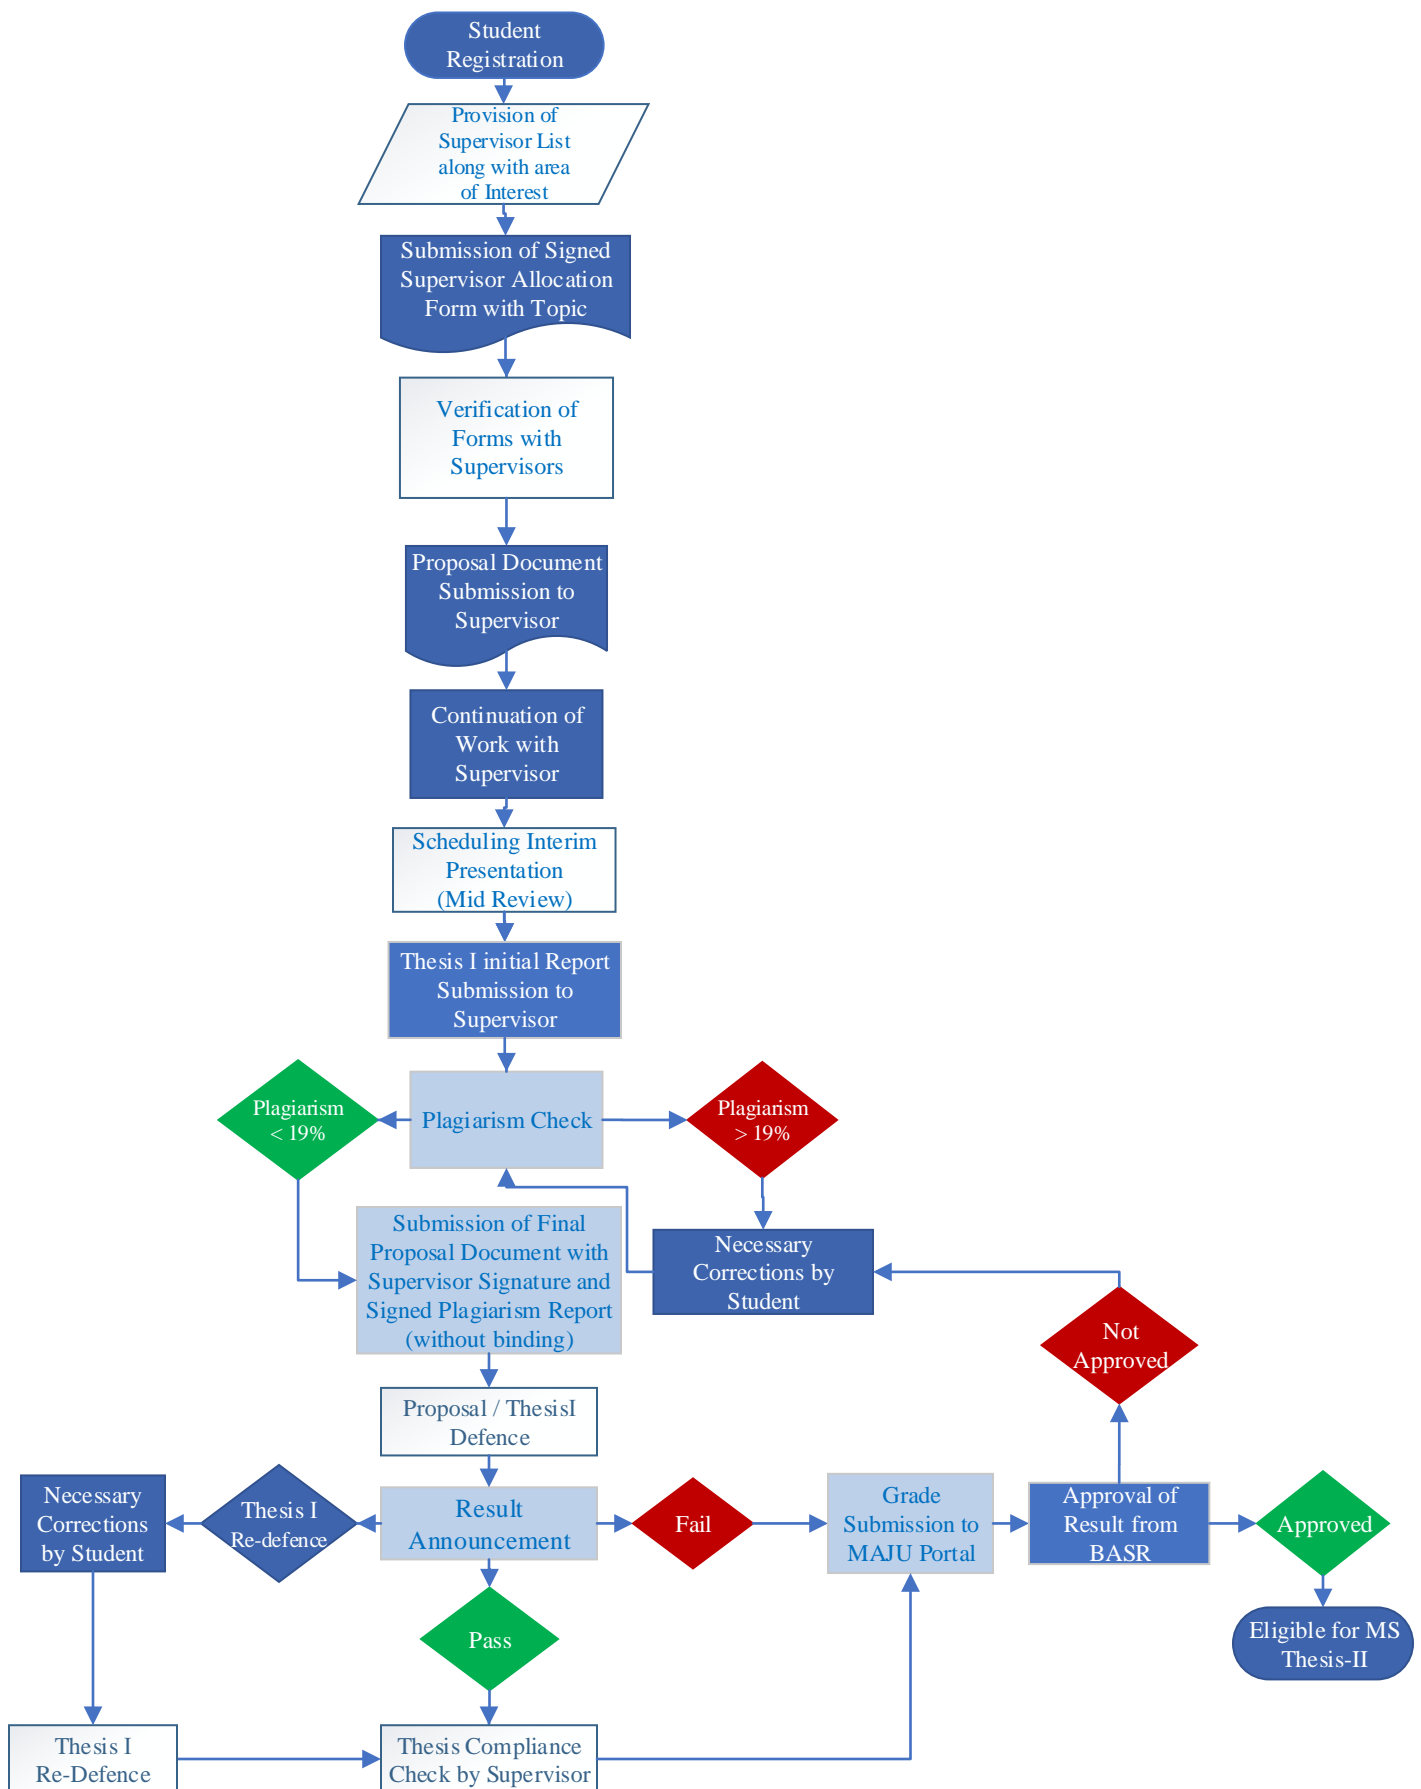 Student
Registration
Provision of
Supervisor List
along with area
of Interest
Submission of Signed
Supervisor Allocation
Form with Topic
Verification of
Forms with
Supervisors
Proposal Document
Submission to
Supervisor
Continuation of
Work with
Supervisor
Scheduling Interim
Presentation
(Mid Review)
Thesis I initial Report
Submission to
Supervisor
Plagiarism
< 19%
Plagiarism Check
Plagiarism
> 19%
Submission of Final
Proposal Document with
Supervisor Signature and
Signed Plagiarism Report
(without binding)
Necessary
Corrections by
Student
Not
Approved
Proposal / ThesisI
Defence
Necessary
Corrections
by Student
Thesis I
Re-defence
Result
Announcement
Fail
Grade
Submission to
MAJU Portal
Approval of
Result from
BASR
Approved
Pass
Eligible for MS
Thesis-II
Thesis I
Re-Defence
Thesis Compliance
Check by Supervisor